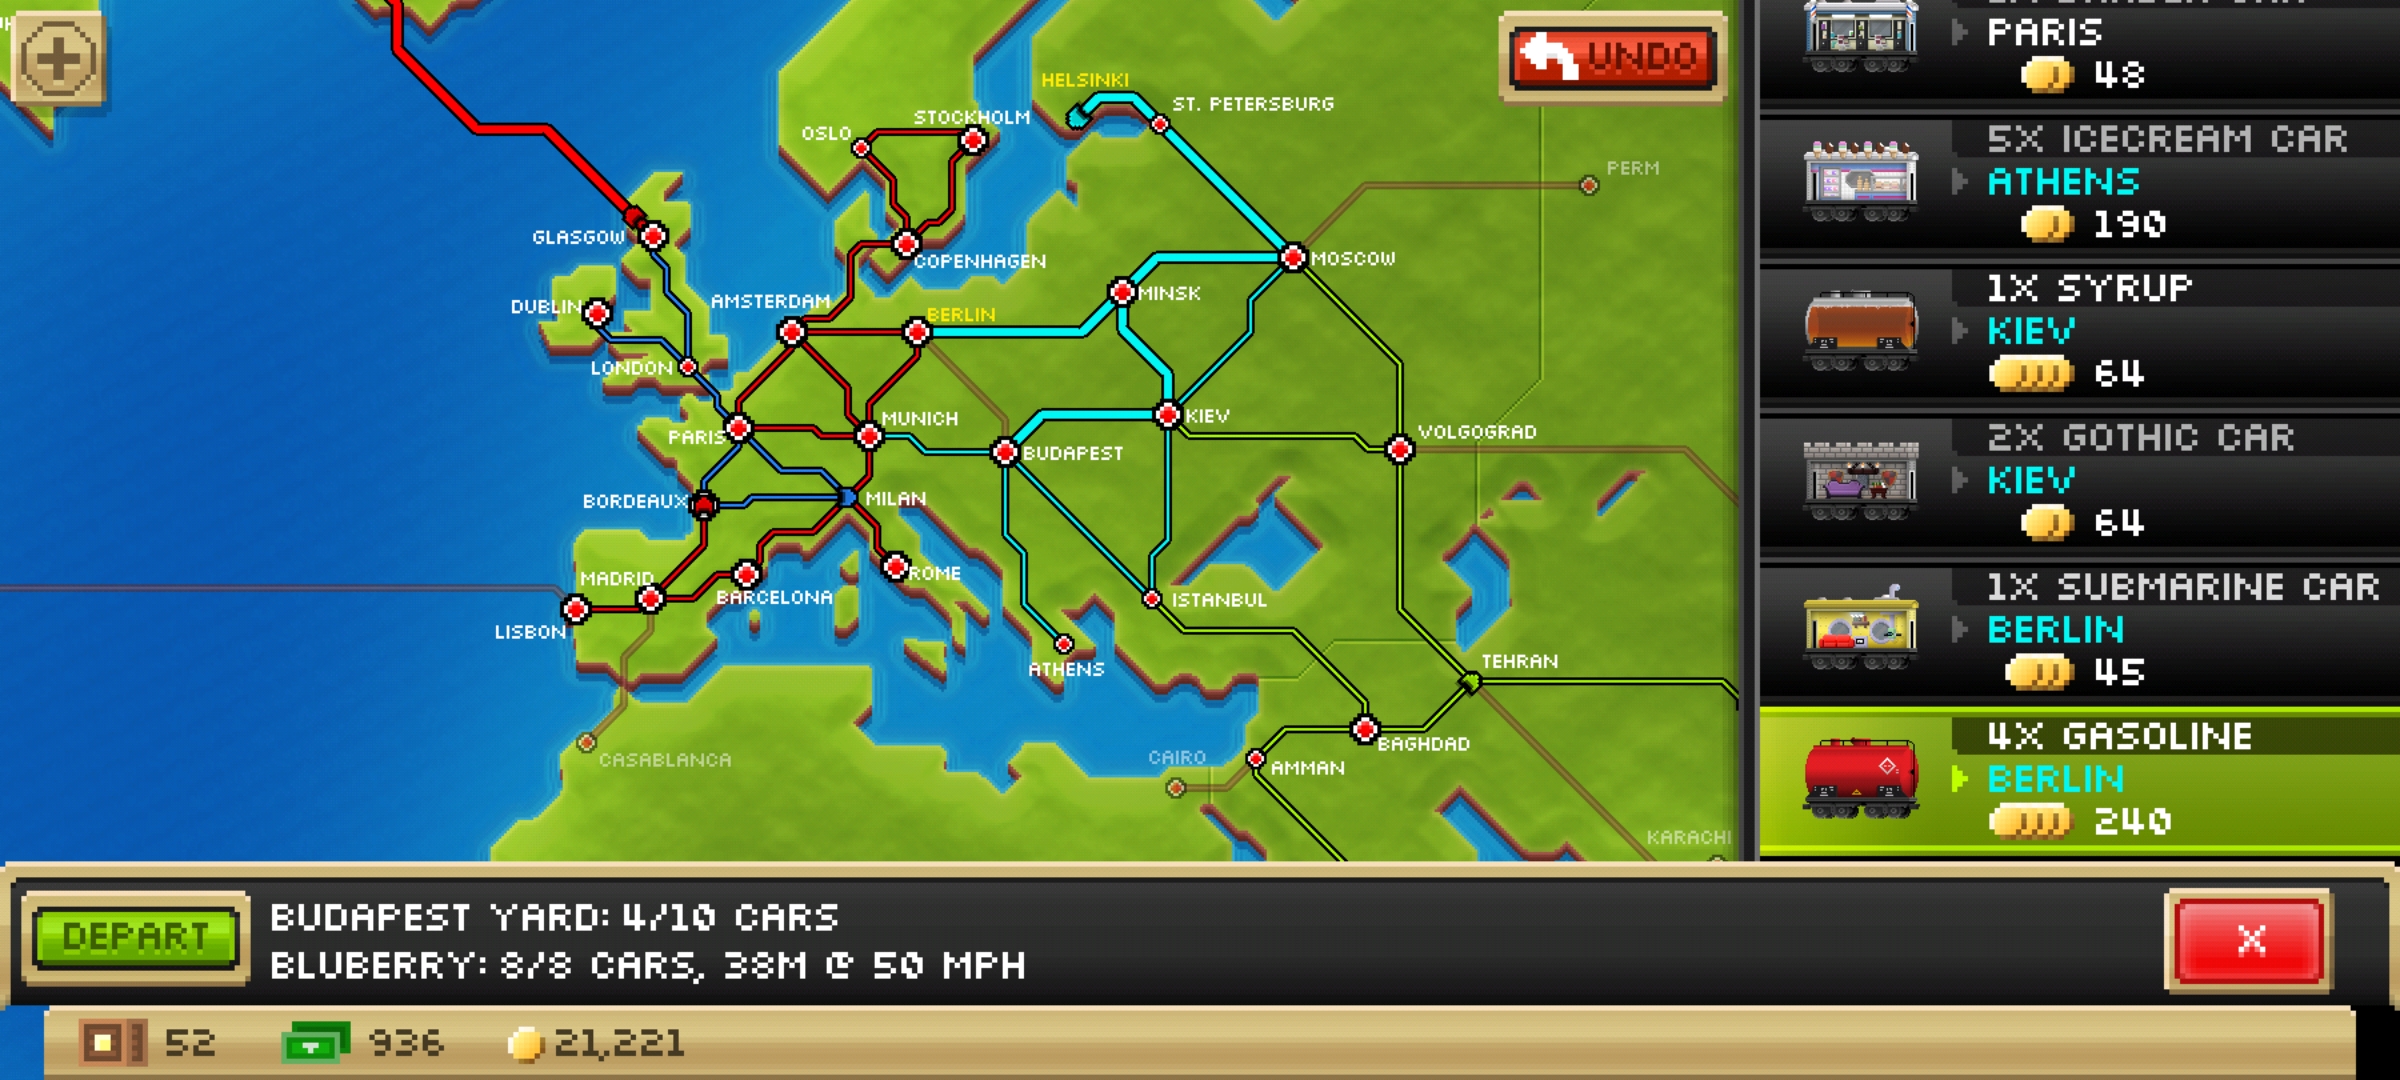 UNDO
HELSINKI
ST. PETERSBURG
STOCKHOLM
OSLO
PERM
GLASGOW
COPENHAGEN
MOSCOW
DUBLIN
AMSTERDAM
BERLIN
MINSK
LONDON
PARIS
MUNICH
KIEV
VOLGOGRAD
BUDAPEST
BORDEAUX
MILAN
MADRID
ROME
BARCELONA
ISTANBUL
LISBON
ATHENS
TEHRAN
BAGHDAD
CASABLANCA
CAIRO
AMMAN
KARACHI
PARIS
48
5X ICECREAM CAR
ATHENS
190
1X SYRUP
KIEV
64
2X GOTHIC CAR
KIEV
64
1X SUBMARINE CAR
BERLIN
45
4X GASOLINE
BERLIN
240
DEPART
BUDAPEST YARD: 4/10 CARS
BLUBERRY: 8/8 CARS, 38M @ 50 MPH
X
52
936
21,221